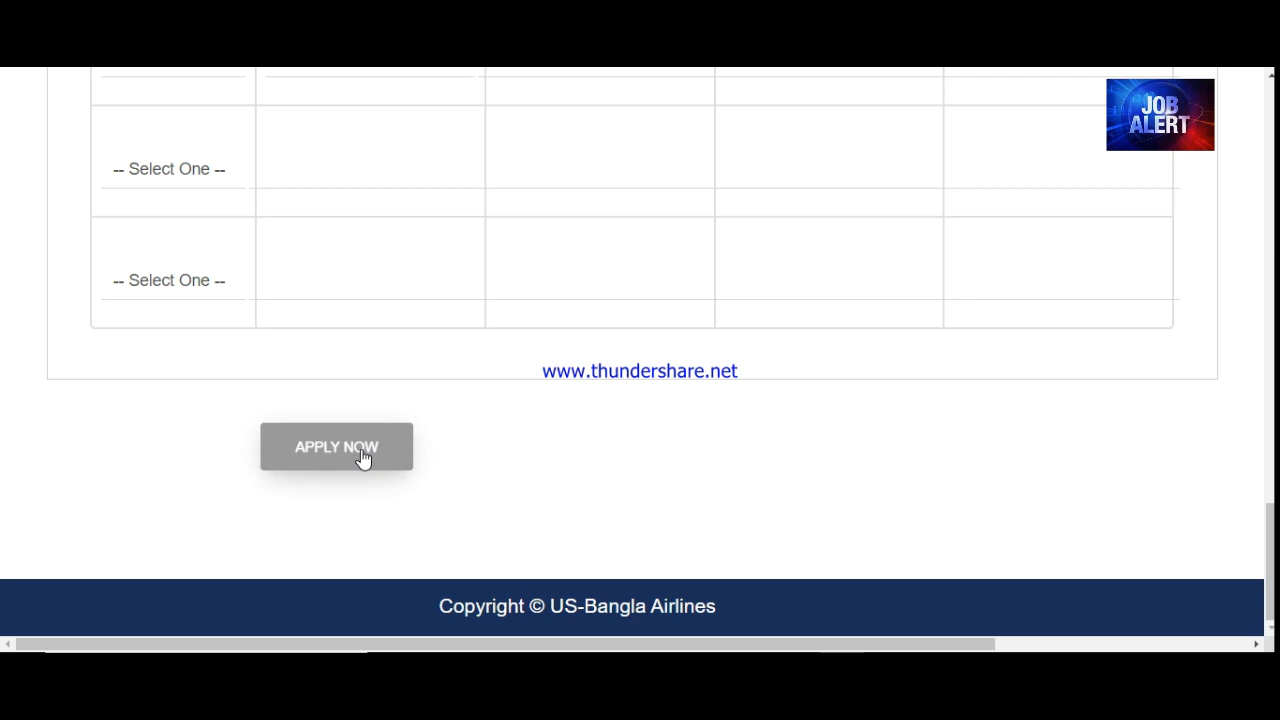 JOB
ALERT
-- Select One --
-- Select One --
www.thundershare.net
APPLY NOW
Copyright © US-Bangla Airlines